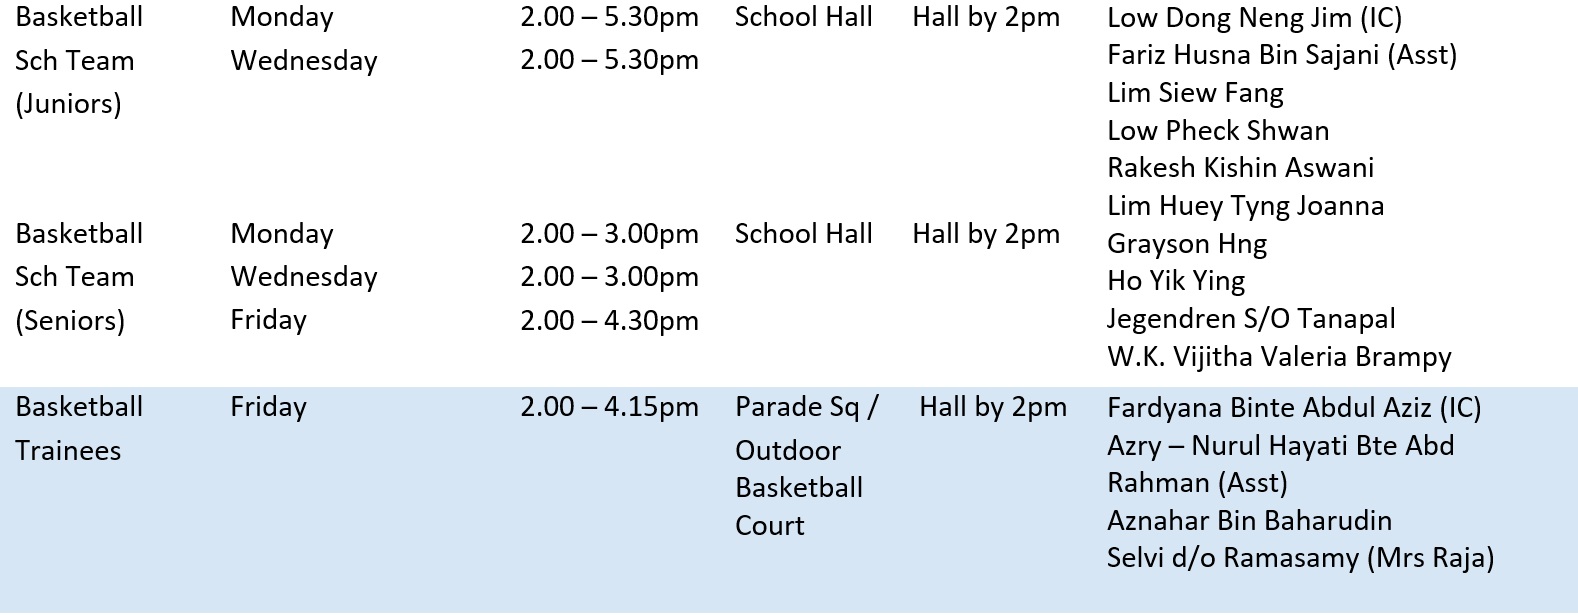 Basketball Monday 2.00 – 5.30pm School Hall Hall by 2pm Low Dong Neng Jim (IC)
Sch Team Wednesday 2.00 – 5.30pm Fariz Husna Bin Sajani (Asst)
(Juniors) Lim Siew Fang
Low Pheck Shwan
Rakesh Kishin Aswani
Lim Huey Tyng Joanna
Basketball Monday 2.00 – 3.00pm School Hall Hall by 2pm Grayson Hng
Sch Team Wednesday 2.00 – 3.00pm Ho Yik Ying
(Seniors) Friday 2.00 – 4.30pm Jegendren S/O Tanapal
W.K. Vijitha Valeria Brampy
Basketball Friday 2.00 – 4.15pm Parade Sq / Hall by 2pm Fardyana Binte Abdul Aziz (IC)
Trainees Outdoor Azry – Nurul Hayati Bte Abd
Basketball Rahman (Asst)
Court Aznahar Bin Baharudin
Selvi d/o Ramasamy (Mrs Raja)